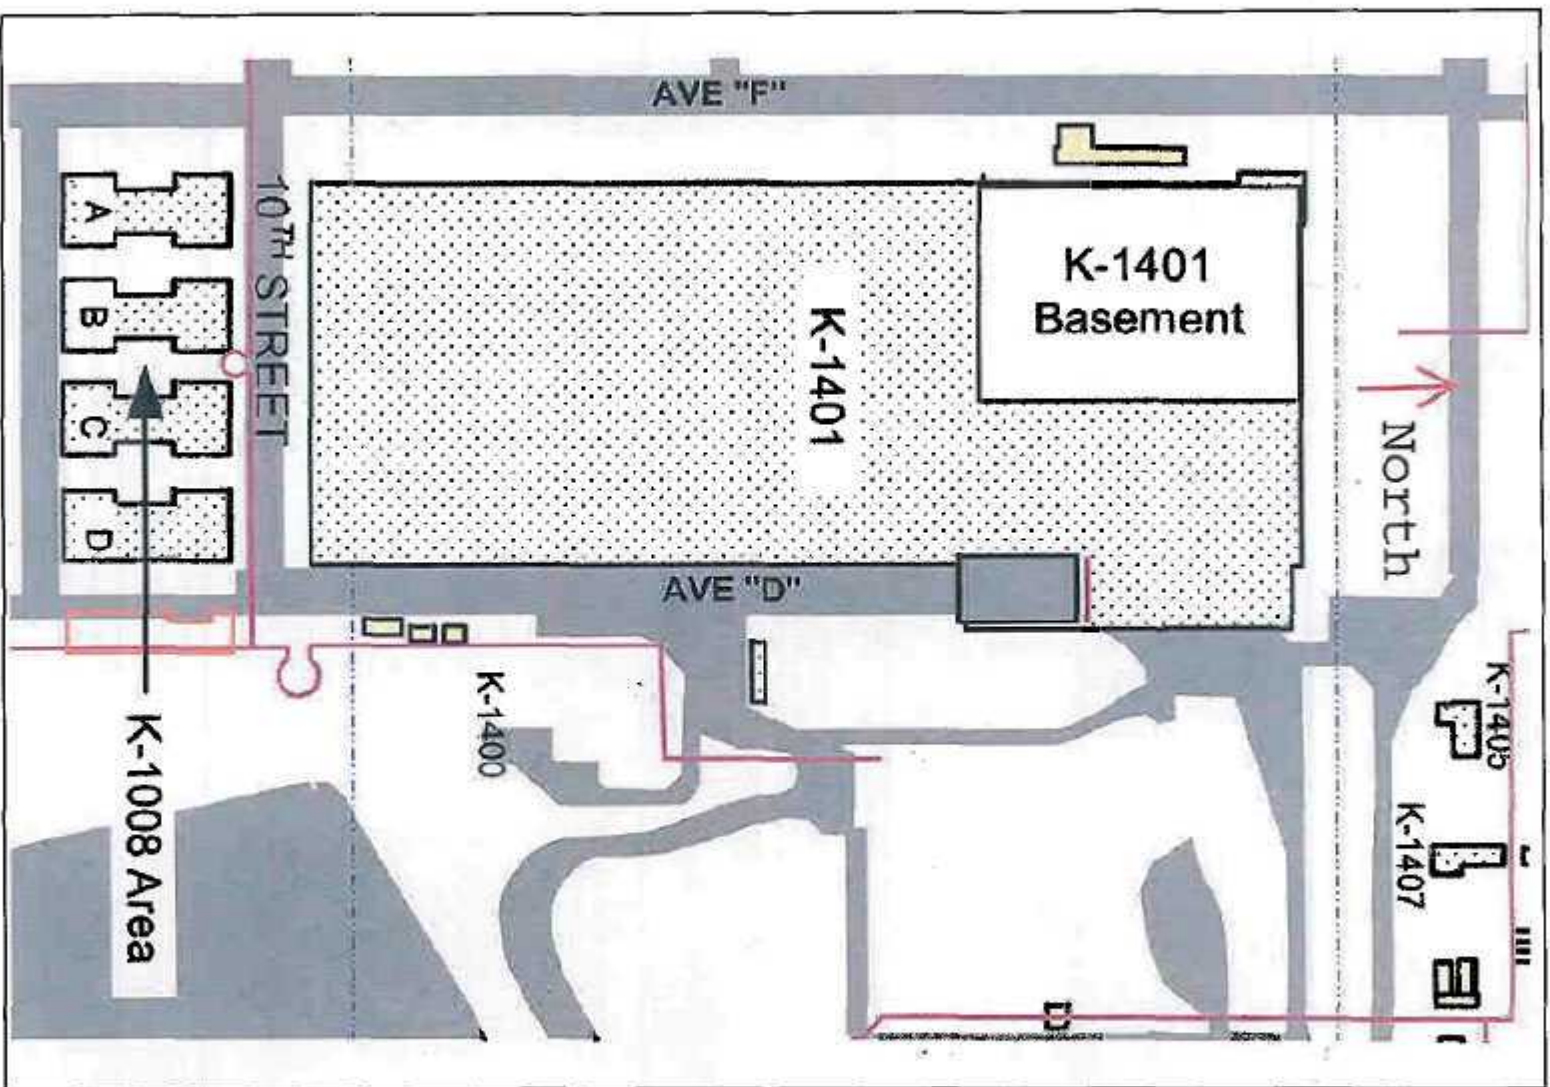 AVE "F"
10TH STREET
A
B
C
D
K-1401
Basement
K-1401
North
AVE "D"
K-1400
K-1405
K-1407
K-1008 Area